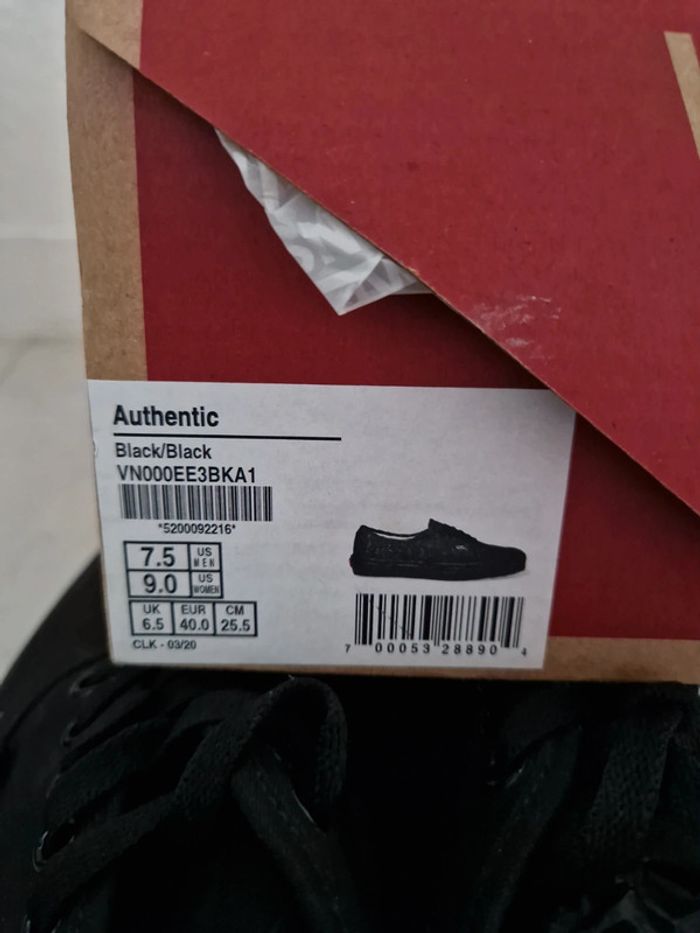 Authentic
Black/Black
VN000EE3BKA1
*5200092216*
7.5 US MEN
9.0 US WOMEN
UK EUR CM
6.5 40.0 25.5
CLK - 03/20
7 00053 28890 4